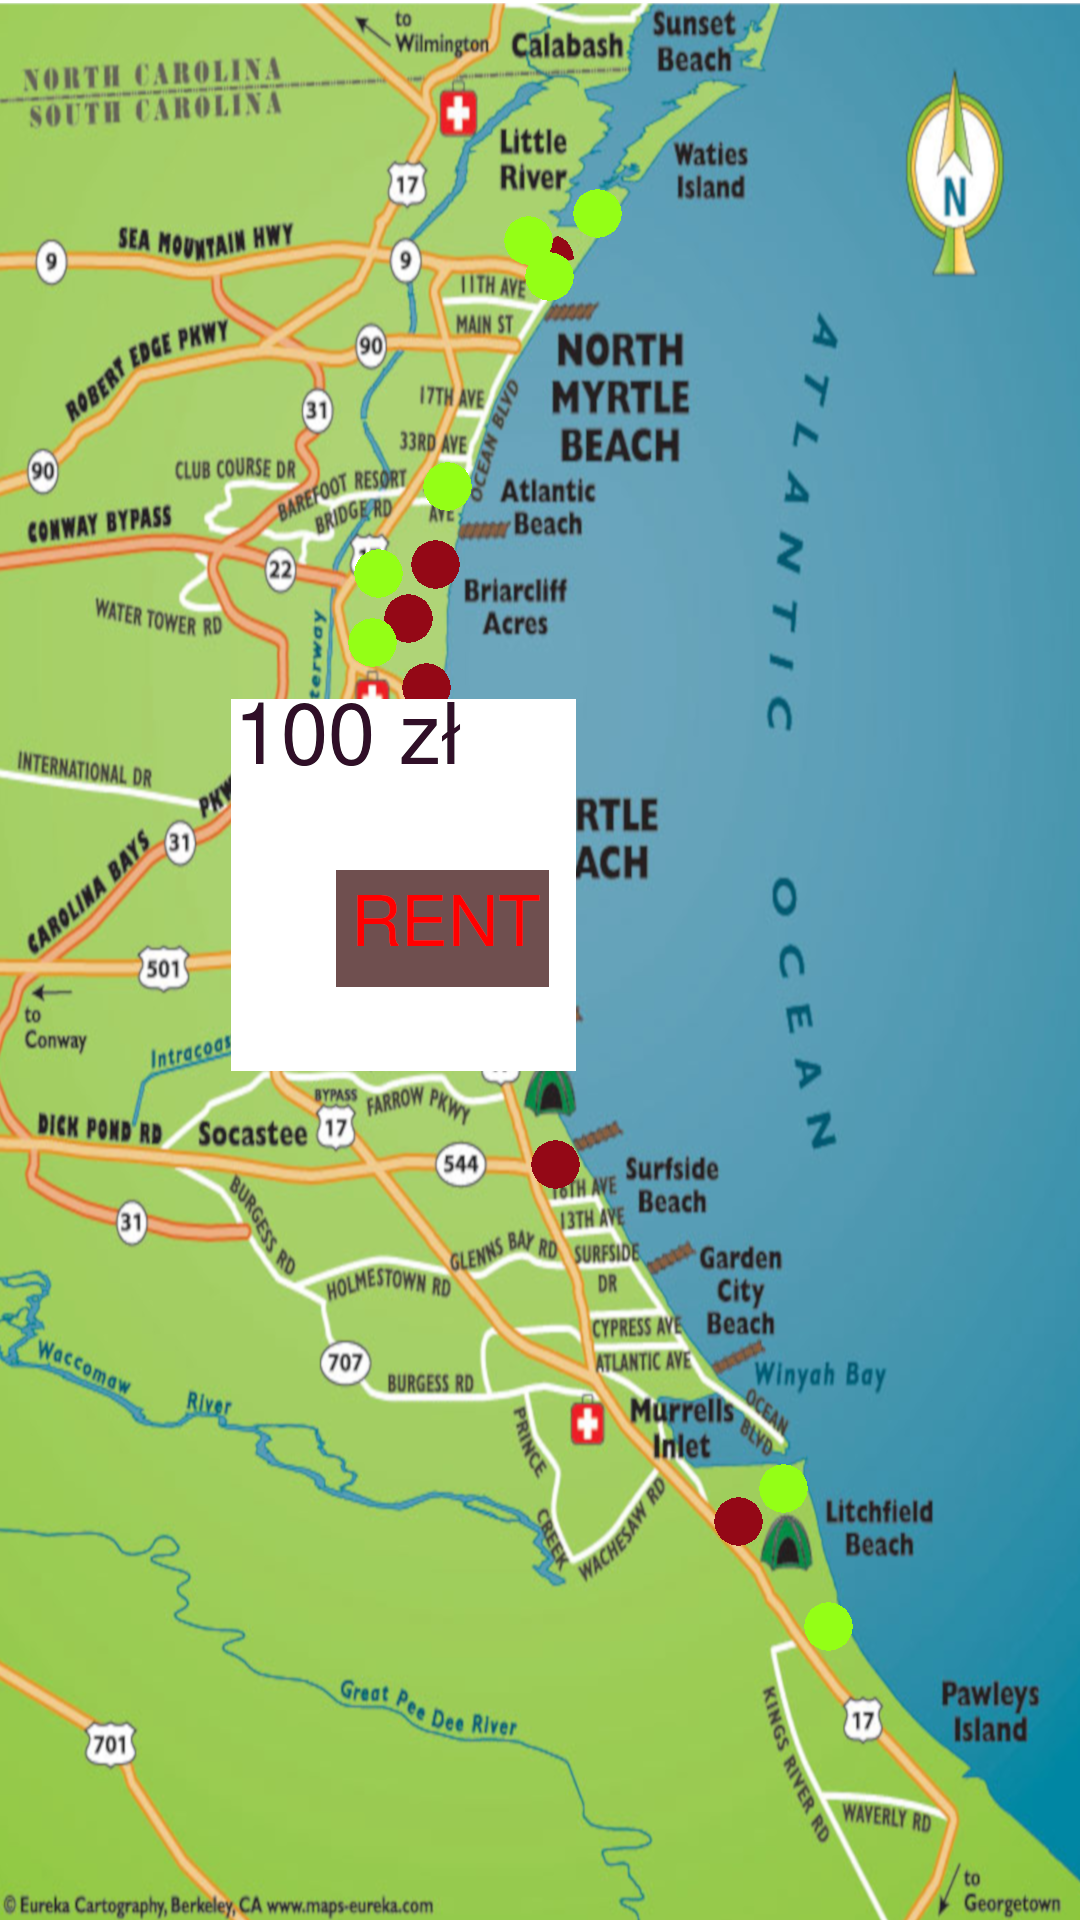 to
Wilmington
Calabash
Sunset
Beach
NORTH CAROLINA
SOUTH CAROLINA
Little
River
Waties
Island
17
N
SEA MOUNTAIN HWY
9
9
11TH AVE
MAIN ST
ROBERT EDGE PKWY
90
NORTH
MYRTLE
BEACH
17TH AVE
31
OCEAN BLVD
33RD AVE
90
CLUB COURSE DR
BAREFOOT RESORT
BRIDGE RD
AVE
Atlantic
Beach
CONWAY BYPASS
22
Briarcliff
Acres
WATER TOWER RD
terway
100 zł
INTERNATIONAL DR
PKW
31
CAROLINA BAYS
RTLE
ACH
RENT
501
to
Conway
Intracoas
ATLANTIC OCEAN
BYPASS
17
FARROW PKWY
DICK POND RD
Socastee
544
16TH AVE
Surfside
Beach
13TH AVE
31
BURGESS RD
GLENNS BAY RD
SURFSIDE
DR
HOLMESTOWN RD
Garden
City
Beach
CYPRESS AVE
ATLANTIC AVE
707
BURGESS RD
Winyah Bay
OCEAN
BLVD
Waccomaw
River
Murrells
Inlet
PRINCE
CREEK
WACHESAW RD
Litchfield
Beach
Great Pee Dee River
KINGS RIVER RD
17
Pawleys
Island
701
WAVERLY RD
to
Georgetown
© Eureka Cartography, Berkeley, CA www.maps-eureka.com